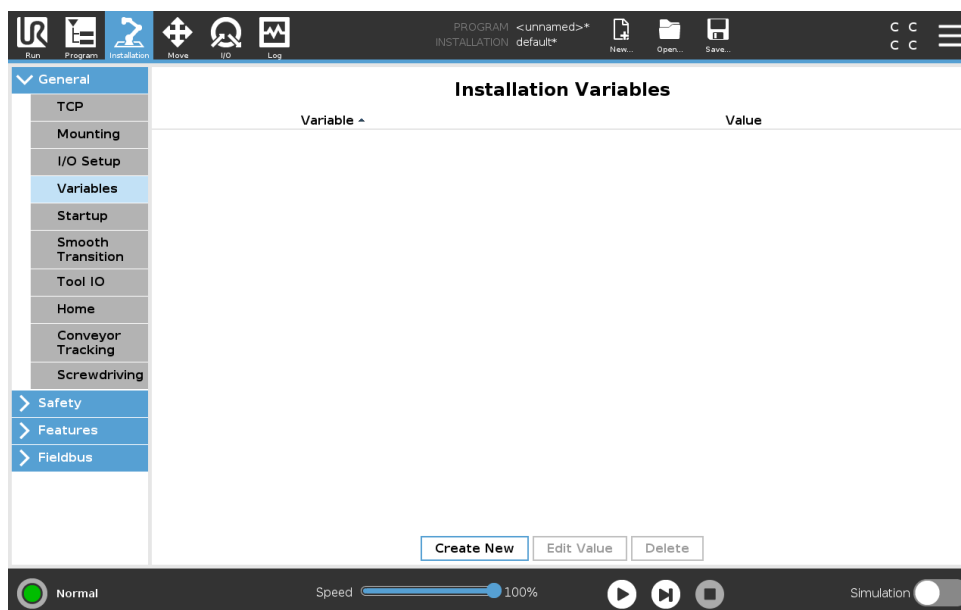 PROGRAM <unnamed>*
INSTALLATION default*
Run
Program
Installation
Move
I/O
Log
New...
Open...
Save...
C C
C C
General
TCP
Mounting
I/O Setup
Variables
Startup
Smooth
Transition
Tool IO
Home
Conveyor
Tracking
Screwdriving
Safety
Features
Fieldbus
Installation Variables
Variable
Value
Create New
Edit Value
Delete
Normal
Speed
100%
Simulation